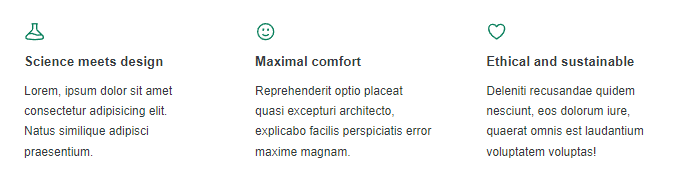 Science meets design
Lorem, ipsum dolor sit amet
consectetur adipisicing elit.
Natus similique adipisci
praesentium.
Maximal comfort
Reprehenderit optio placeat
quasi excepturi architecto,
explicabo facilis perspiciatis error
maxime magnam.
Ethical and sustainable
Deleniti recusandae quidem
nesciunt, eos dolorum iure,
quaerat omnis est laudantium
voluptatem voluptas!